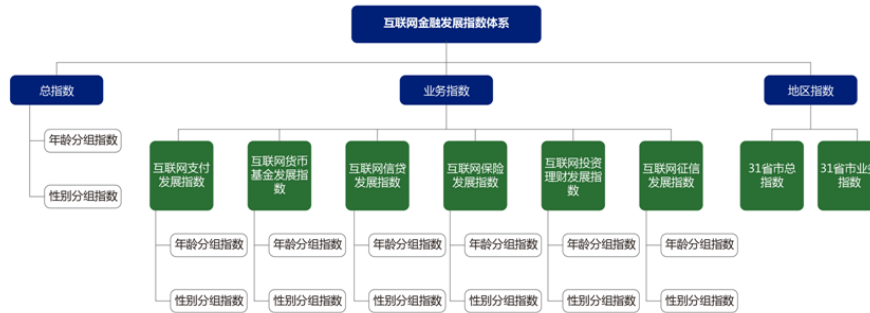 互联网金融发展指数体系
总指数
业务指数
地区指数
年龄分组指数
性别分组指数
互联网支付
发展指数
互联网货币
基金发展指
数
互联网信贷
发展指数
互联网保险
发展指数
互联网投资
理财发展指
数
互联网征信
发展指数
31省市总
指数
31省市业务
指数
年龄分组指数
年龄分组指数
年龄分组指数
年龄分组指数
年龄分组指数
年龄分组指数
性别分组指数
性别分组指数
性别分组指数
性别分组指数
性别分组指数
性别分组指数